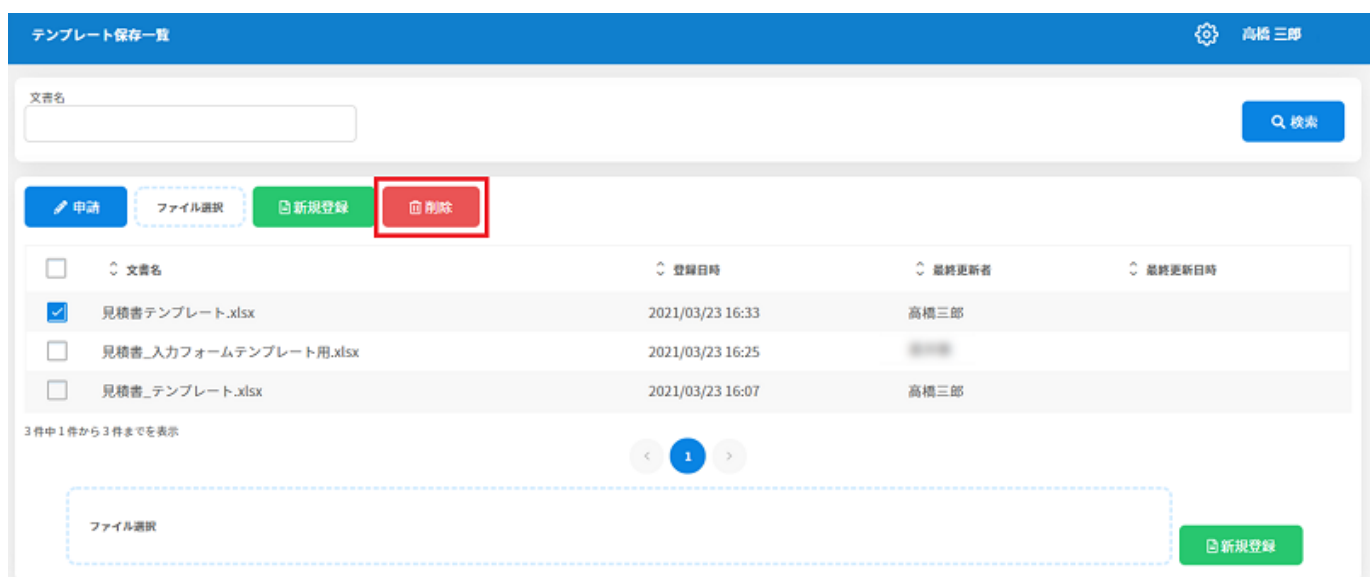 テンプレート保存一覧 高橋 三郎
文書名
検索
申請 ファイル選択 新規登録 削除
文書名 登録日時 最終更新者 最終更新日時
見積書テンプレート.xlsx 2021/03/23 16:33 高橋三郎
見積書_入力フォームテンプレート用.xlsx 2021/03/23 16:25
見積書_テンプレート.xlsx 2021/03/23 16:07 高橋三郎
3件中1件から3件までを表示
< 1 >
ファイル選択
新規登録